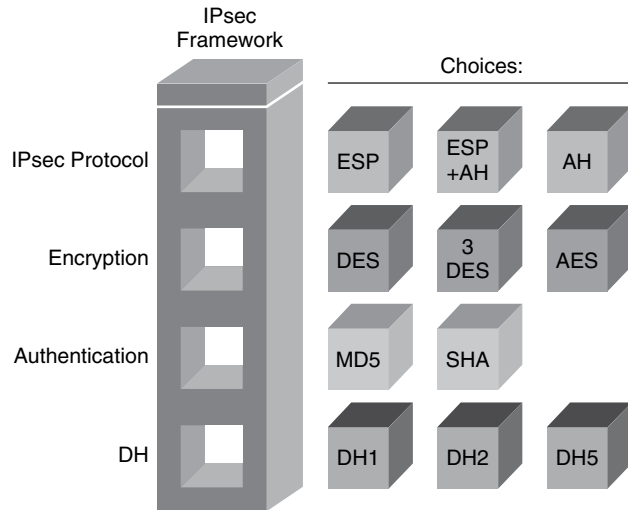 IPsec
Framework
Choices:
IPsec Protocol
ESP
ESP
+AH
AH
Encryption
DES
3
DES
AES
Authentication
MD5
SHA
DH
DH1
DH2
DH5